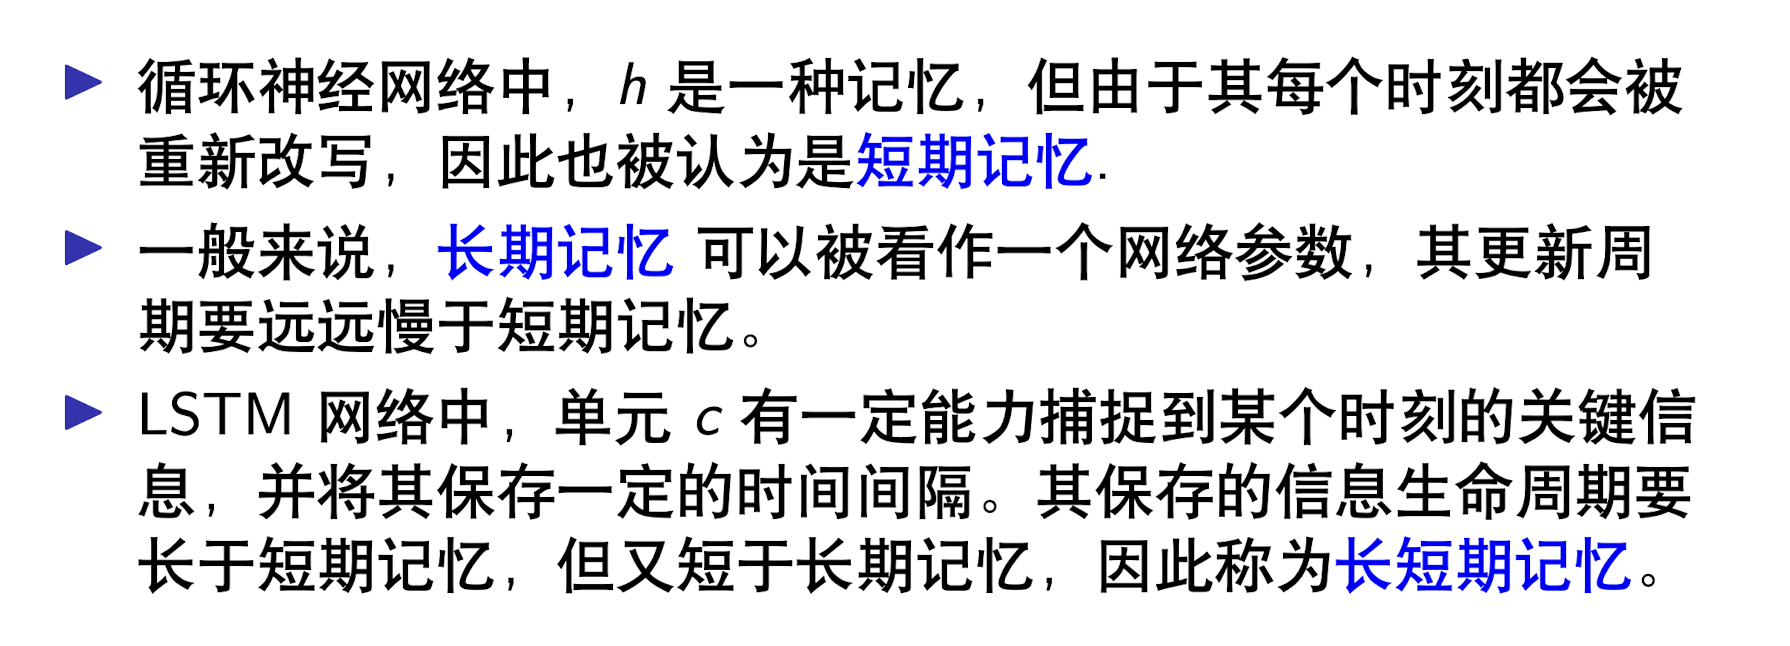 循环神经网络中，h 是一种记忆，但由于其每个时刻都会被
重新改写，因此也被认为是短期记忆.
一般来说，长期记忆 可以被看作一个网络参数，其更新周
期要远远慢于短期记忆。
LSTM 网络中，单元 c 有一定能力捕捉到某个时刻的关键信
息，并将其保存一定的时间间隔。其保存的信息生命周期要
长于短期记忆，但又短于长期记忆，因此称为长短期记忆。